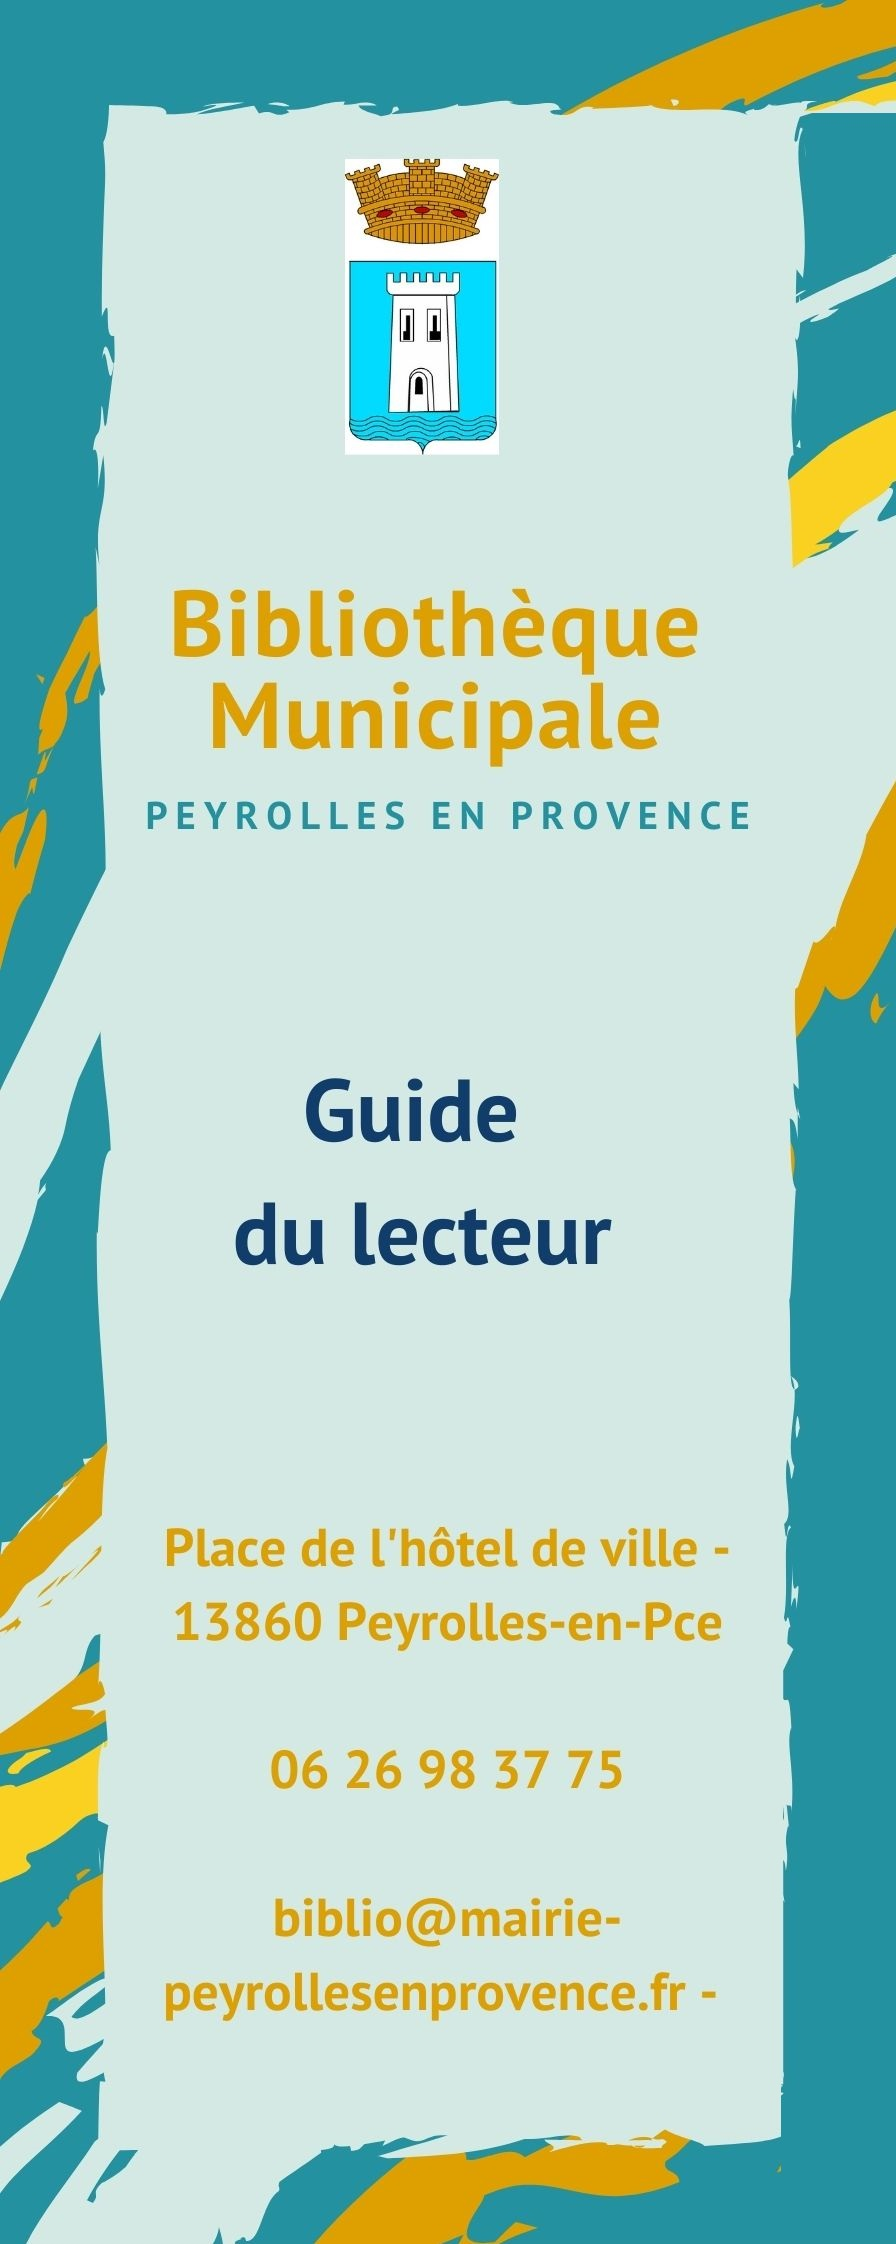 Bibliothèque
Municipale
PEYROLLES EN PROVENCE
Guide
du lecteur
Place de l'hôtel de ville -
13860 Peyrolles-en-Pce
06 26 98 37 75
biblio@mairie-
peyrollesenprovence.fr -